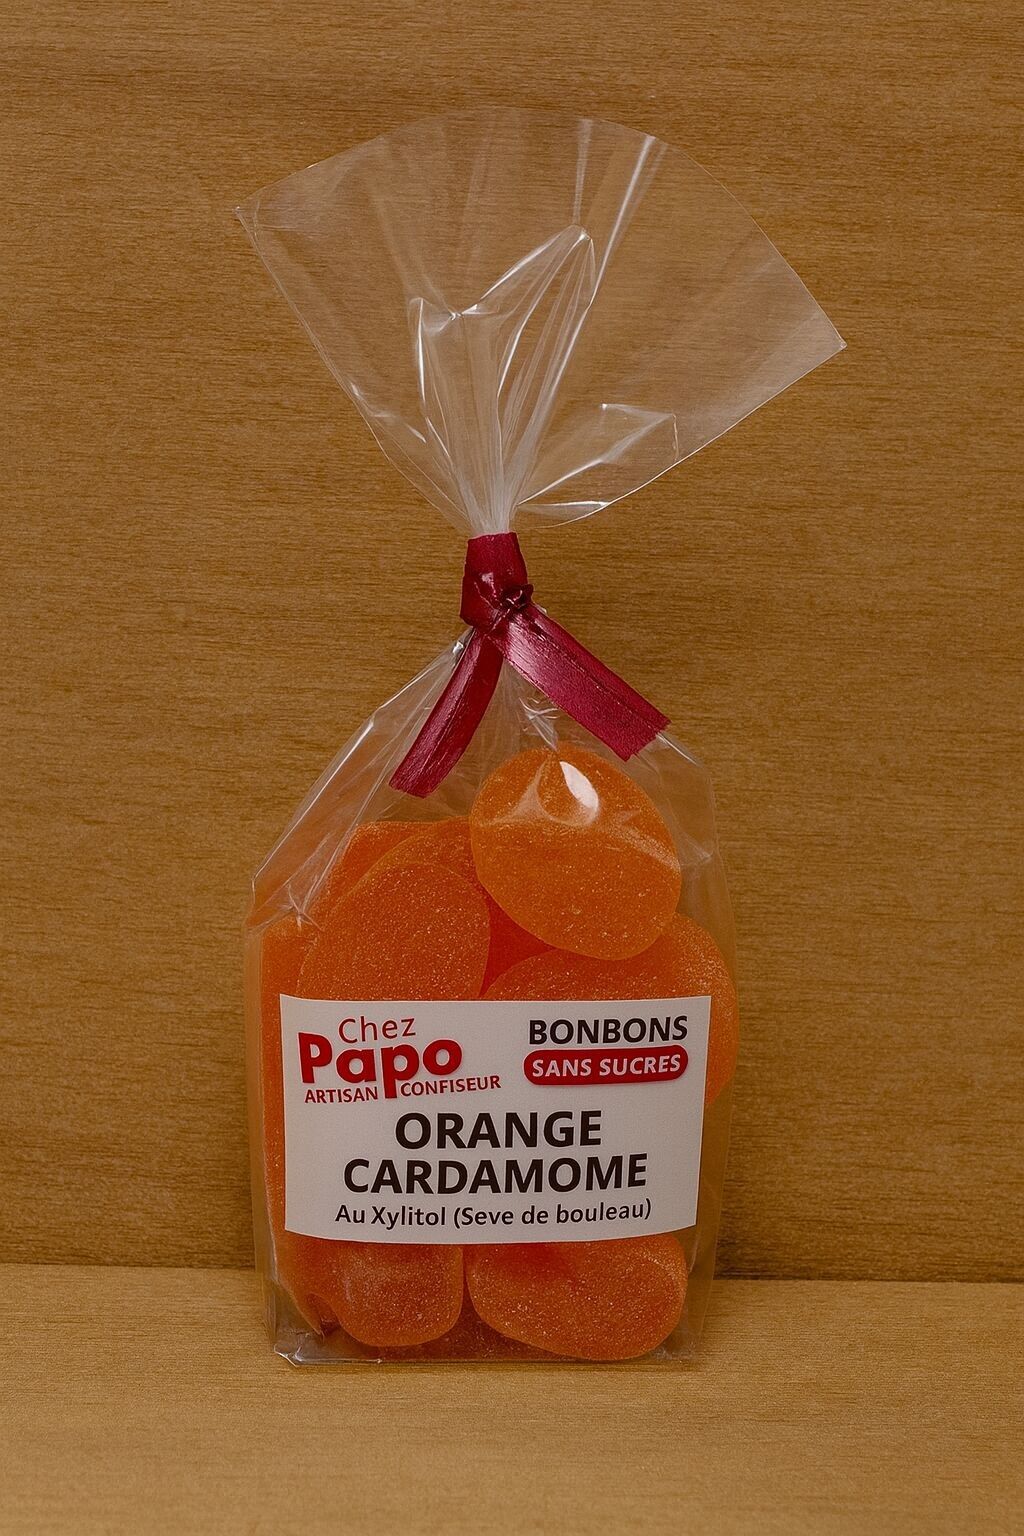 Chez
Papo
ARTISAN CONFISEUR
BONBONS
SANS SUCRES
ORANGE
CARDAMOME
Au Xylitol (Seve de bouleau)